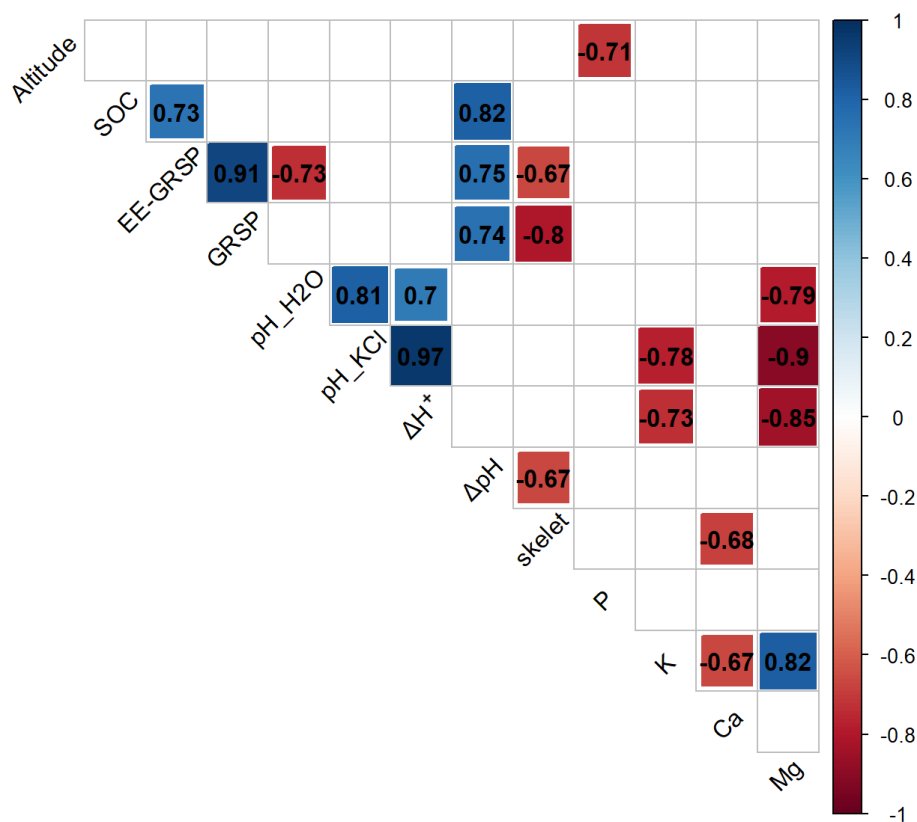 Altitude -0.71
SOC 0.73 0.82
EE-GRSP 0.91 -0.73 0.75 -0.67
GRSP 0.74 -0.8
pH_H2O 0.81 0.7 -0.79
pH_KCl 0.97 -0.78 -0.9
ΔH⁺ -0.73 -0.85
ΔpH -0.67
skelet -0.68
P
K -0.67 0.82
Ca
Mg
1
0.8
0.6
0.4
0.2
0
-0.2
-0.4
-0.6
-0.8
-1